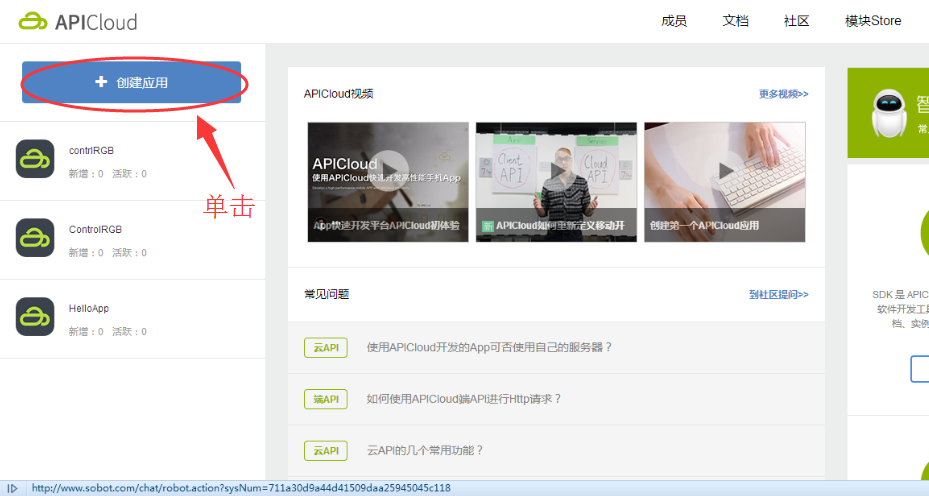 APICloud
成员 文档 社区 模块Store
+ 创建应用
单击
contrlRGB
新增：0 活跃：0
ControlRGB
新增：0 活跃：0
HelloApp
新增：0 活跃：0
APICloud视频
更多视频>>
APICloud
使用APICloud快速开发高性能手机App
App快速开发平台APICloud初体验
Client API
Cloud API
新 APICloud如何重新定义移动开
创建第一个APICloud应用
常见问题
到社区提问>>
云API 使用APICloud开发的App可否使用自己的服务器？
端API 如何使用APICloud端API进行Http请求？
云API 云API的几个常用功能？
智
常
SDK 是 APIC
软件开发工具
档、实例
http://www.sobot.com/chat/robot.action?sysNum=711a30d9a44d41509daa25945045c118